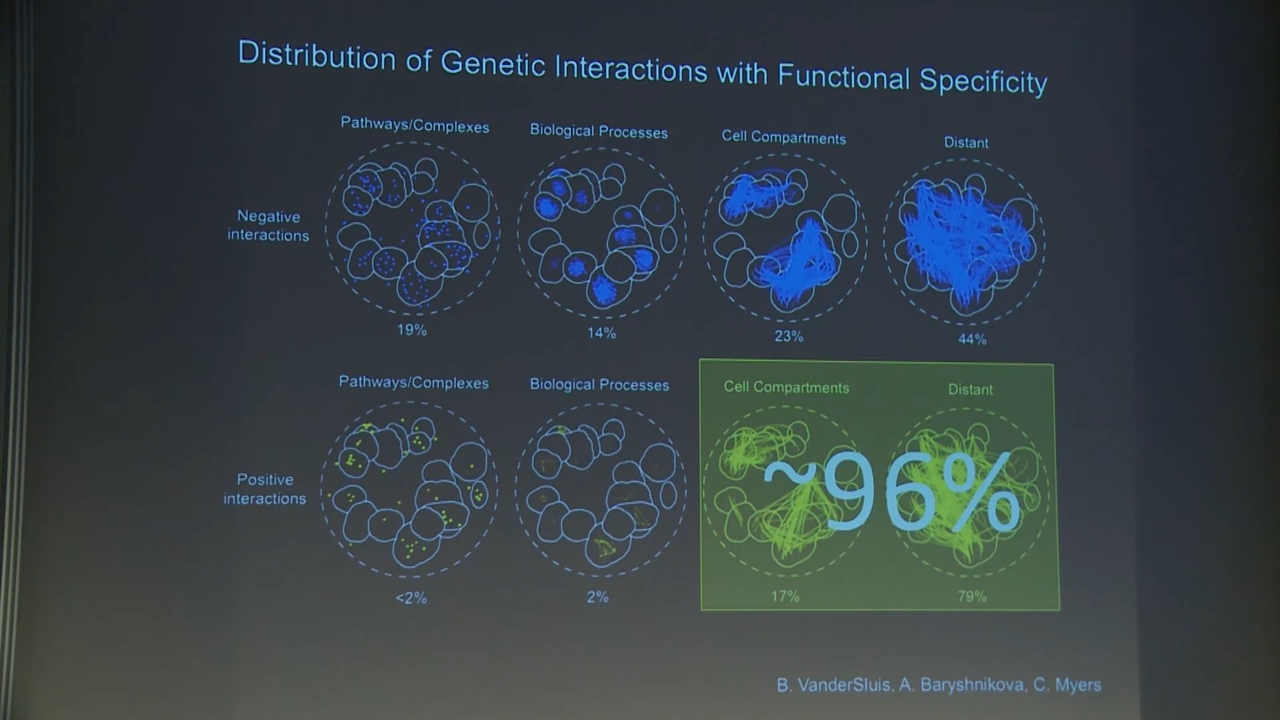 Distribution of Genetic Interactions with Functional Specificity
Pathways/Complexes
Biological Processes
Cell Compartments
Distant
Negative
interactions
19%
14%
23%
44%
Pathways/Complexes
Biological Processes
Cell Compartments
Distant
Positive
interactions
~96%
<2%
2%
17%
79%
B. VanderSluis, A. Baryshnikova, C. Myers